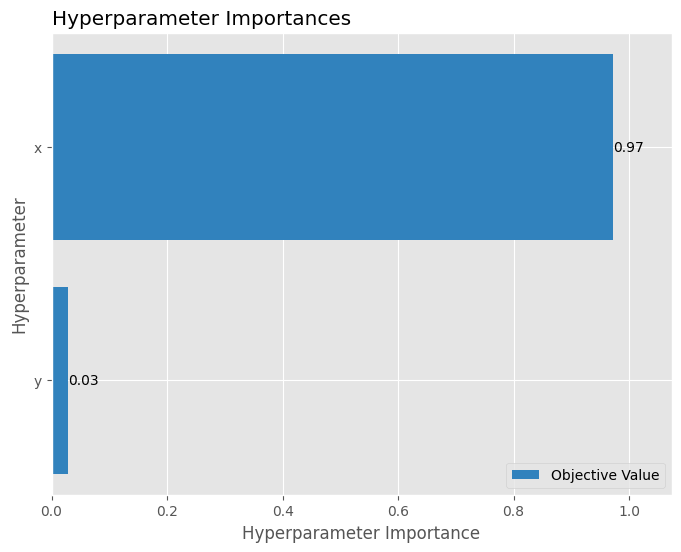 Hyperparameter Importances
x
0.97
Hyperparameter
y
0.03
Objective Value
0.0 0.2 0.4 0.6 0.8 1.0
Hyperparameter Importance